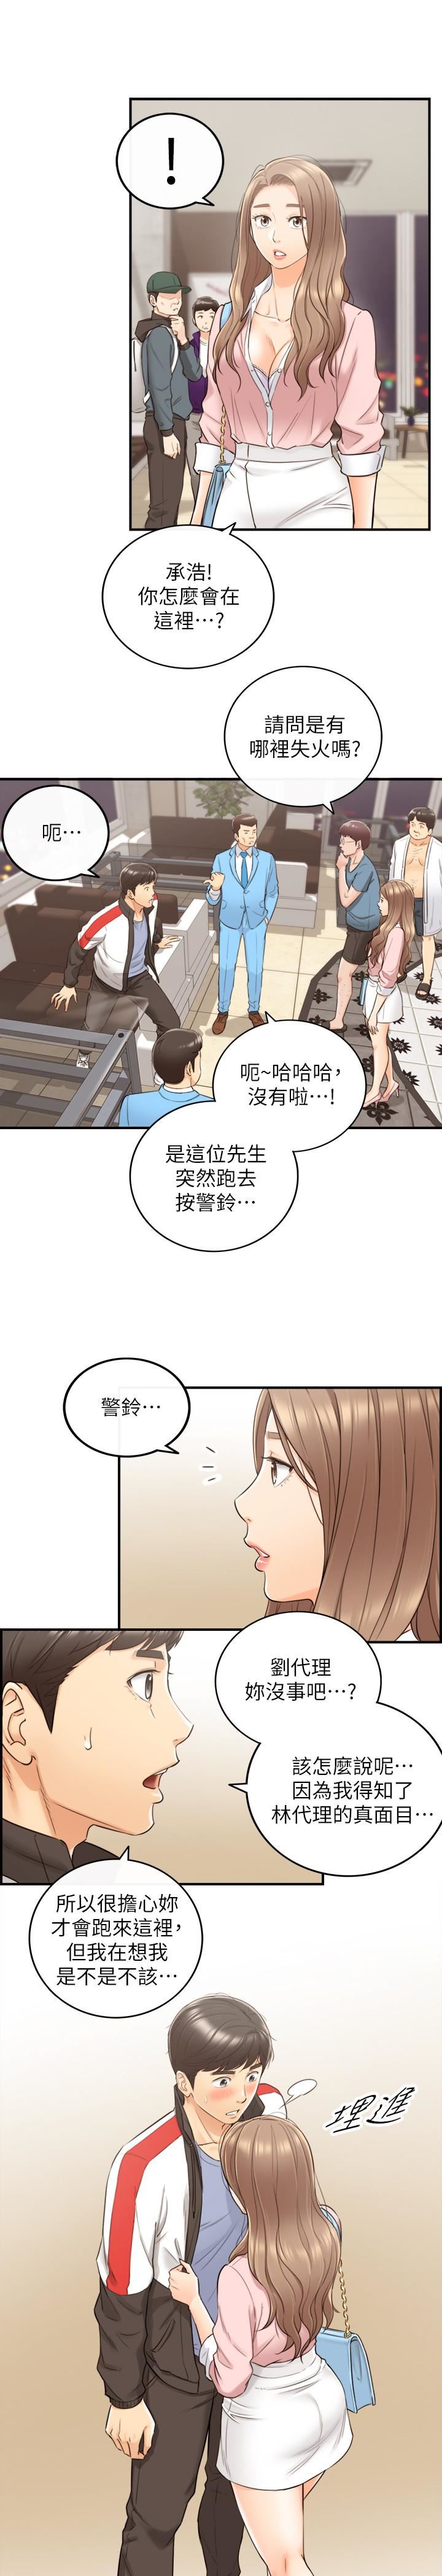 !
承浩!
你怎麼會在
這裡⋯?
請問是有
哪裡失火嗎?
呃⋯
呃~哈哈哈,
沒有啦⋯!
是這位先生
突然跑去
按警鈴⋯
警鈴⋯
劉代理
妳沒事吧⋯?
該怎麼說呢⋯
因為我得知了
林代理的真面目⋯
所以很擔心妳
才會跑來這裡,
但我在想我
是不是不該⋯
埋進